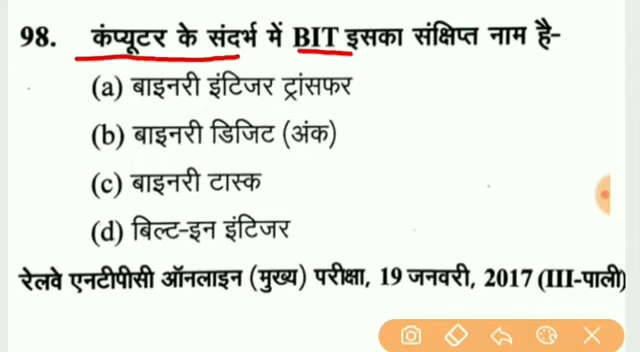 98. कंप्यूटर के संदर्भ में BIT इसका संक्षिप्त नाम है-
(a) बाइनरी इंटिजर ट्रांसफर
(b) बाइनरी डिजिट (अंक)
(c) बाइनरी टास्क
(d) बिल्ट-इन इंटिजर
रेलवे एनटीपीसी ऑनलाइन (मुख्य) परीक्षा, 19 जनवरी, 2017 (III-पाली)